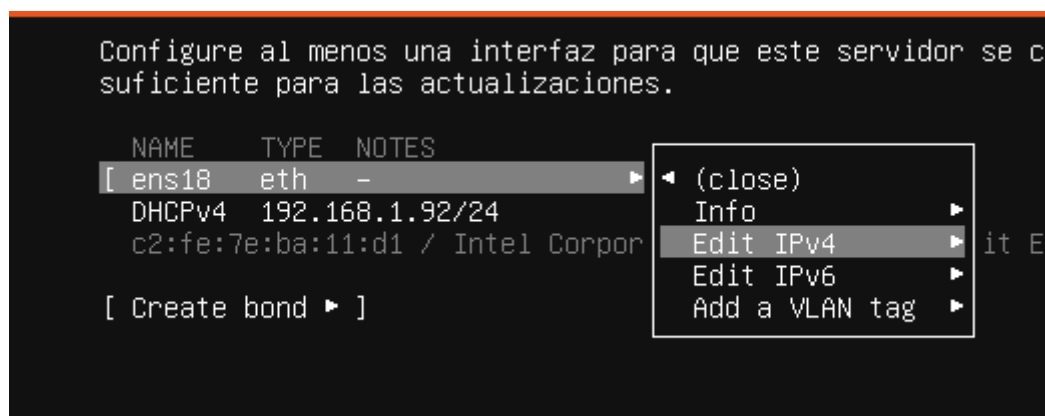 Configure al menos una interfaz para que este servidor se c
suficiente para las actualizaciones.
NAME TYPE NOTES
[ ens18 eth – ▸ ◂ (close)
DHCPv4 192.168.1.92/24 Info ▸
c2:fe:7e:ba:11:d1 / Intel Corpor Edit IPv4 ▸ it E
Edit IPv6 ▸
[ Create bond ▸ ] Add a VLAN tag ▸